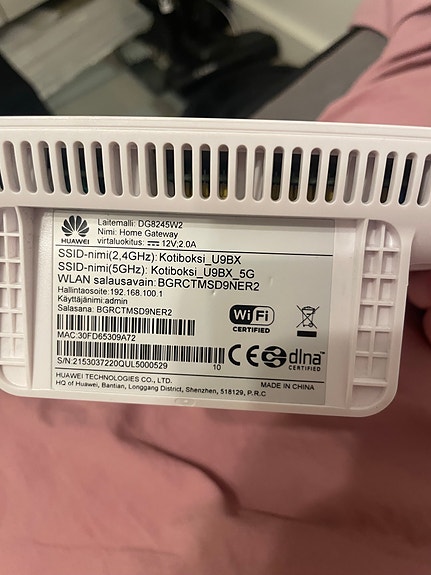 HUAWEI
Laitemalli: DG8245W2
Nimi: Home Gateway
virtaluokitus: 12V;2.0A
SSID-nimi(2,4GHz): Kotiboksi_U9BX
SSID-nimi(5GHz): Kotiboksi_U9BX_5G
WLAN salausavain: BGRCTMSD9NER2
Hallintaosoite: 192.168.100.1
Käyttäjänimi: admin
Salasana: BGRCTMSD9NER2
Wi Fi
CERTIFIED
MAC:30FD65309A72
CE
dlna
CERTIFIED
S/N:2153037220QUL5000529
10
HUAWEI TECHNOLOGIES CO., LTD.
MADE IN CHINA
HQ of Huawei, Bantian, Longgang District, Shenzhen, 518129, P.R.C